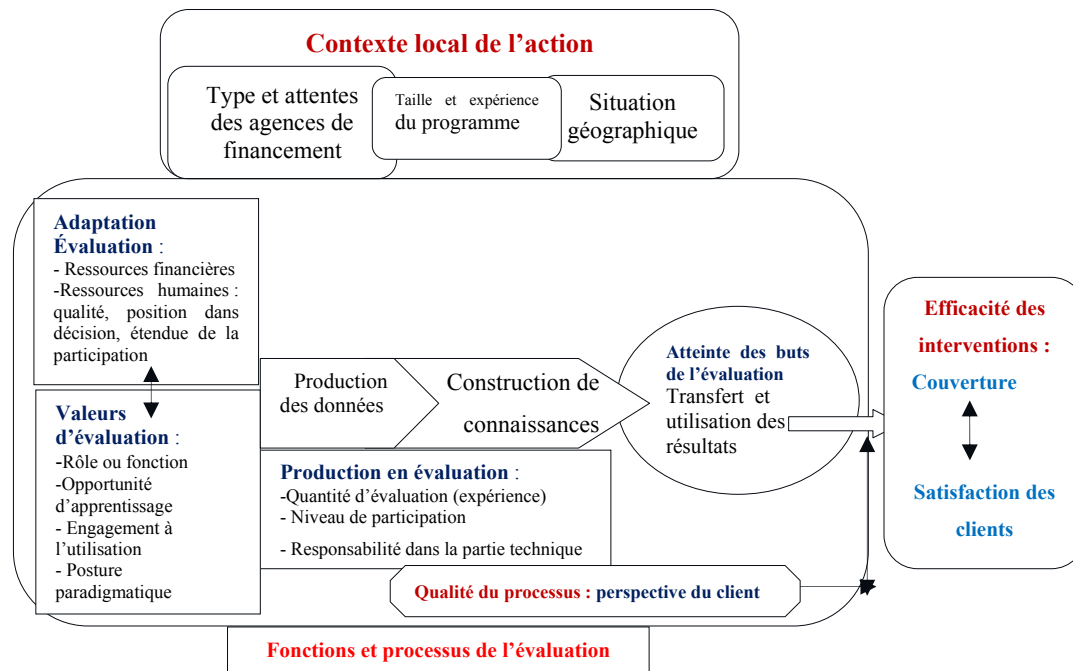 Contexte local de l’action
Type et attentes
des agences de
financement
Taille et expérience
du programme
Situation
géographique
Adaptation
Évaluation :
- Ressources financières
-Ressources humaines :
qualité, position dans
décision, étendue de la
participation
Valeurs
d’évaluation :
-Rôle ou fonction
-Opportunité
d’apprentissage
- Engagement à
l’utilisation
- Posture
paradigmatique
Production
des données
Construction de
connaissances
Atteinte des buts
de l’évaluation
Transfert et
utilisation des
résultats
Production en évaluation :
-Quantité d’évaluation (expérience)
- Niveau de participation
- Responsabilité dans la partie technique
Qualité du processus : perspective du client
Fonctions et processus de l’évaluation
Efficacité des
interventions :
Couverture
Satisfaction des
clients